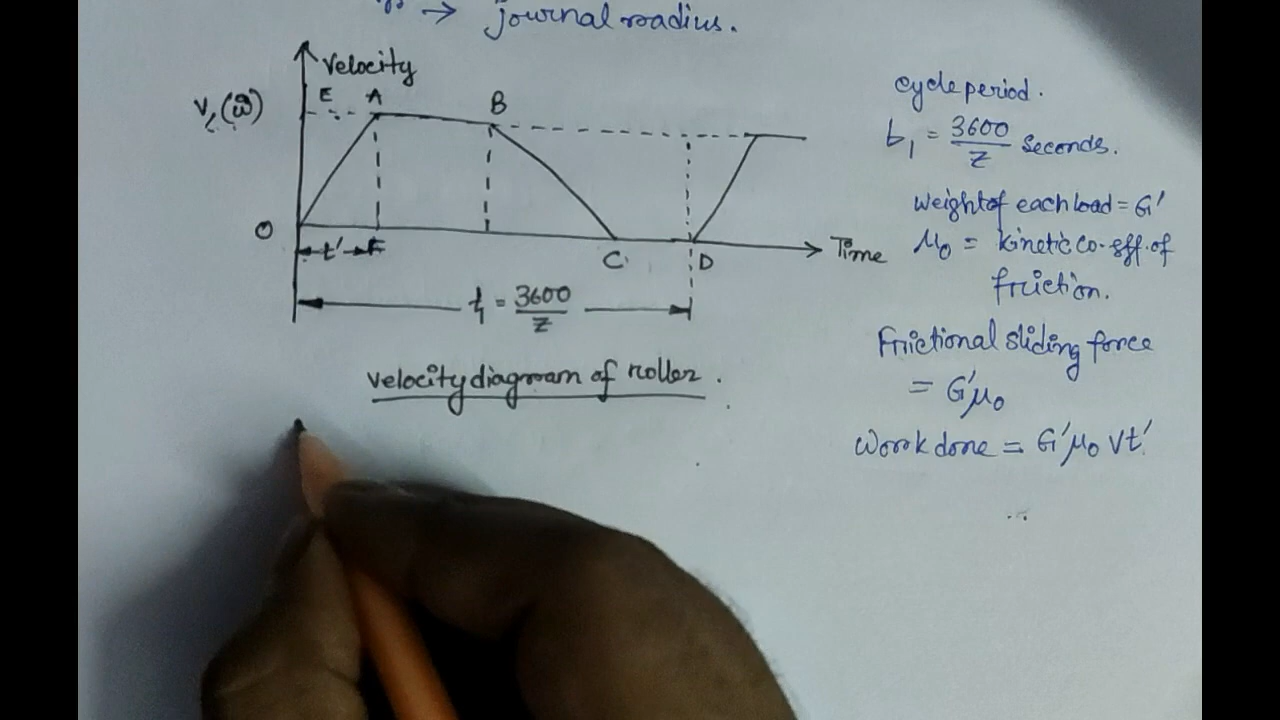 journal radius.
Velocity
E A B
V, (ω)
O
t' F C D Time
t₁ = 3600/Z
velocity diagram of roller.
Cycle period.
t₁ = 3600/Z seconds.
weight of each load = G'
μ₀ = kinetic co-eff. of
friction.
Frictional sliding force
= G'μ₀
Work done = G'μ₀ Vt'